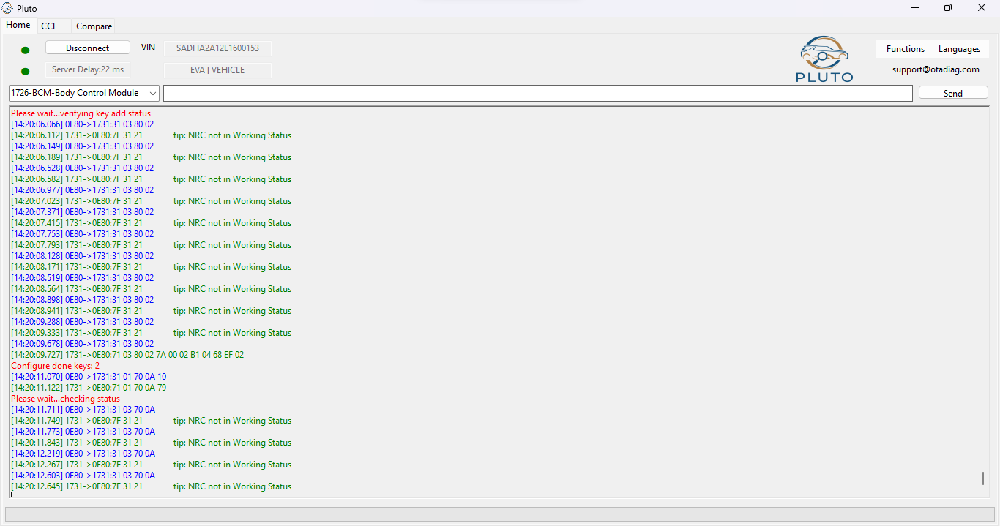 Pluto
Home CCF Compare
Disconnect VIN SADHA2A12L1600153
Server Delay:22 ms EVA | VEHICLE
PLUTO
Functions Languages
support@otadiag.com
1726-BCM-Body Control Module Send
Please wait...verifying key add status
[14:20:06.066] 0E80->1731:31 03 80 02
[14:20:06.112] 1731->0E80:7F 31 21 tip: NRC not in Working Status
[14:20:06.149] 0E80->1731:31 03 80 02
[14:20:06.189] 1731->0E80:7F 31 21 tip: NRC not in Working Status
[14:20:06.528] 0E80->1731:31 03 80 02
[14:20:06.582] 1731->0E80:7F 31 21 tip: NRC not in Working Status
[14:20:06.977] 0E80->1731:31 03 80 02
[14:20:07.023] 1731->0E80:7F 31 21 tip: NRC not in Working Status
[14:20:07.371] 0E80->1731:31 03 80 02
[14:20:07.415] 1731->0E80:7F 31 21 tip: NRC not in Working Status
[14:20:07.753] 0E80->1731:31 03 80 02
[14:20:07.793] 1731->0E80:7F 31 21 tip: NRC not in Working Status
[14:20:08.128] 0E80->1731:31 03 80 02
[14:20:08.171] 1731->0E80:7F 31 21 tip: NRC not in Working Status
[14:20:08.519] 0E80->1731:31 03 80 02
[14:20:08.564] 1731->0E80:7F 31 21 tip: NRC not in Working Status
[14:20:08.898] 0E80->1731:31 03 80 02
[14:20:08.941] 1731->0E80:7F 31 21 tip: NRC not in Working Status
[14:20:09.288] 0E80->1731:31 03 80 02
[14:20:09.333] 1731->0E80:7F 31 21 tip: NRC not in Working Status
[14:20:09.678] 0E80->1731:31 03 80 02
[14:20:09.727] 1731->0E80:71 03 80 02 7A 00 02 B1 04 68 EF 02
Configure done keys: 2
[14:20:11.070] 0E80->1731:31 01 70 0A 10
[14:20:11.122] 1731->0E80:71 01 70 0A 79
Please wait...checking status
[14:20:11.711] 0E80->1731:31 03 70 0A
[14:20:11.749] 1731->0E80:7F 31 21 tip: NRC not in Working Status
[14:20:11.773] 0E80->1731:31 03 70 0A
[14:20:11.843] 1731->0E80:7F 31 21 tip: NRC not in Working Status
[14:20:12.219] 0E80->1731:31 03 70 0A
[14:20:12.267] 1731->0E80:7F 31 21 tip: NRC not in Working Status
[14:20:12.603] 0E80->1731:31 03 70 0A
[14:20:12.645] 1731->0E80:7F 31 21 tip: NRC not in Working Status